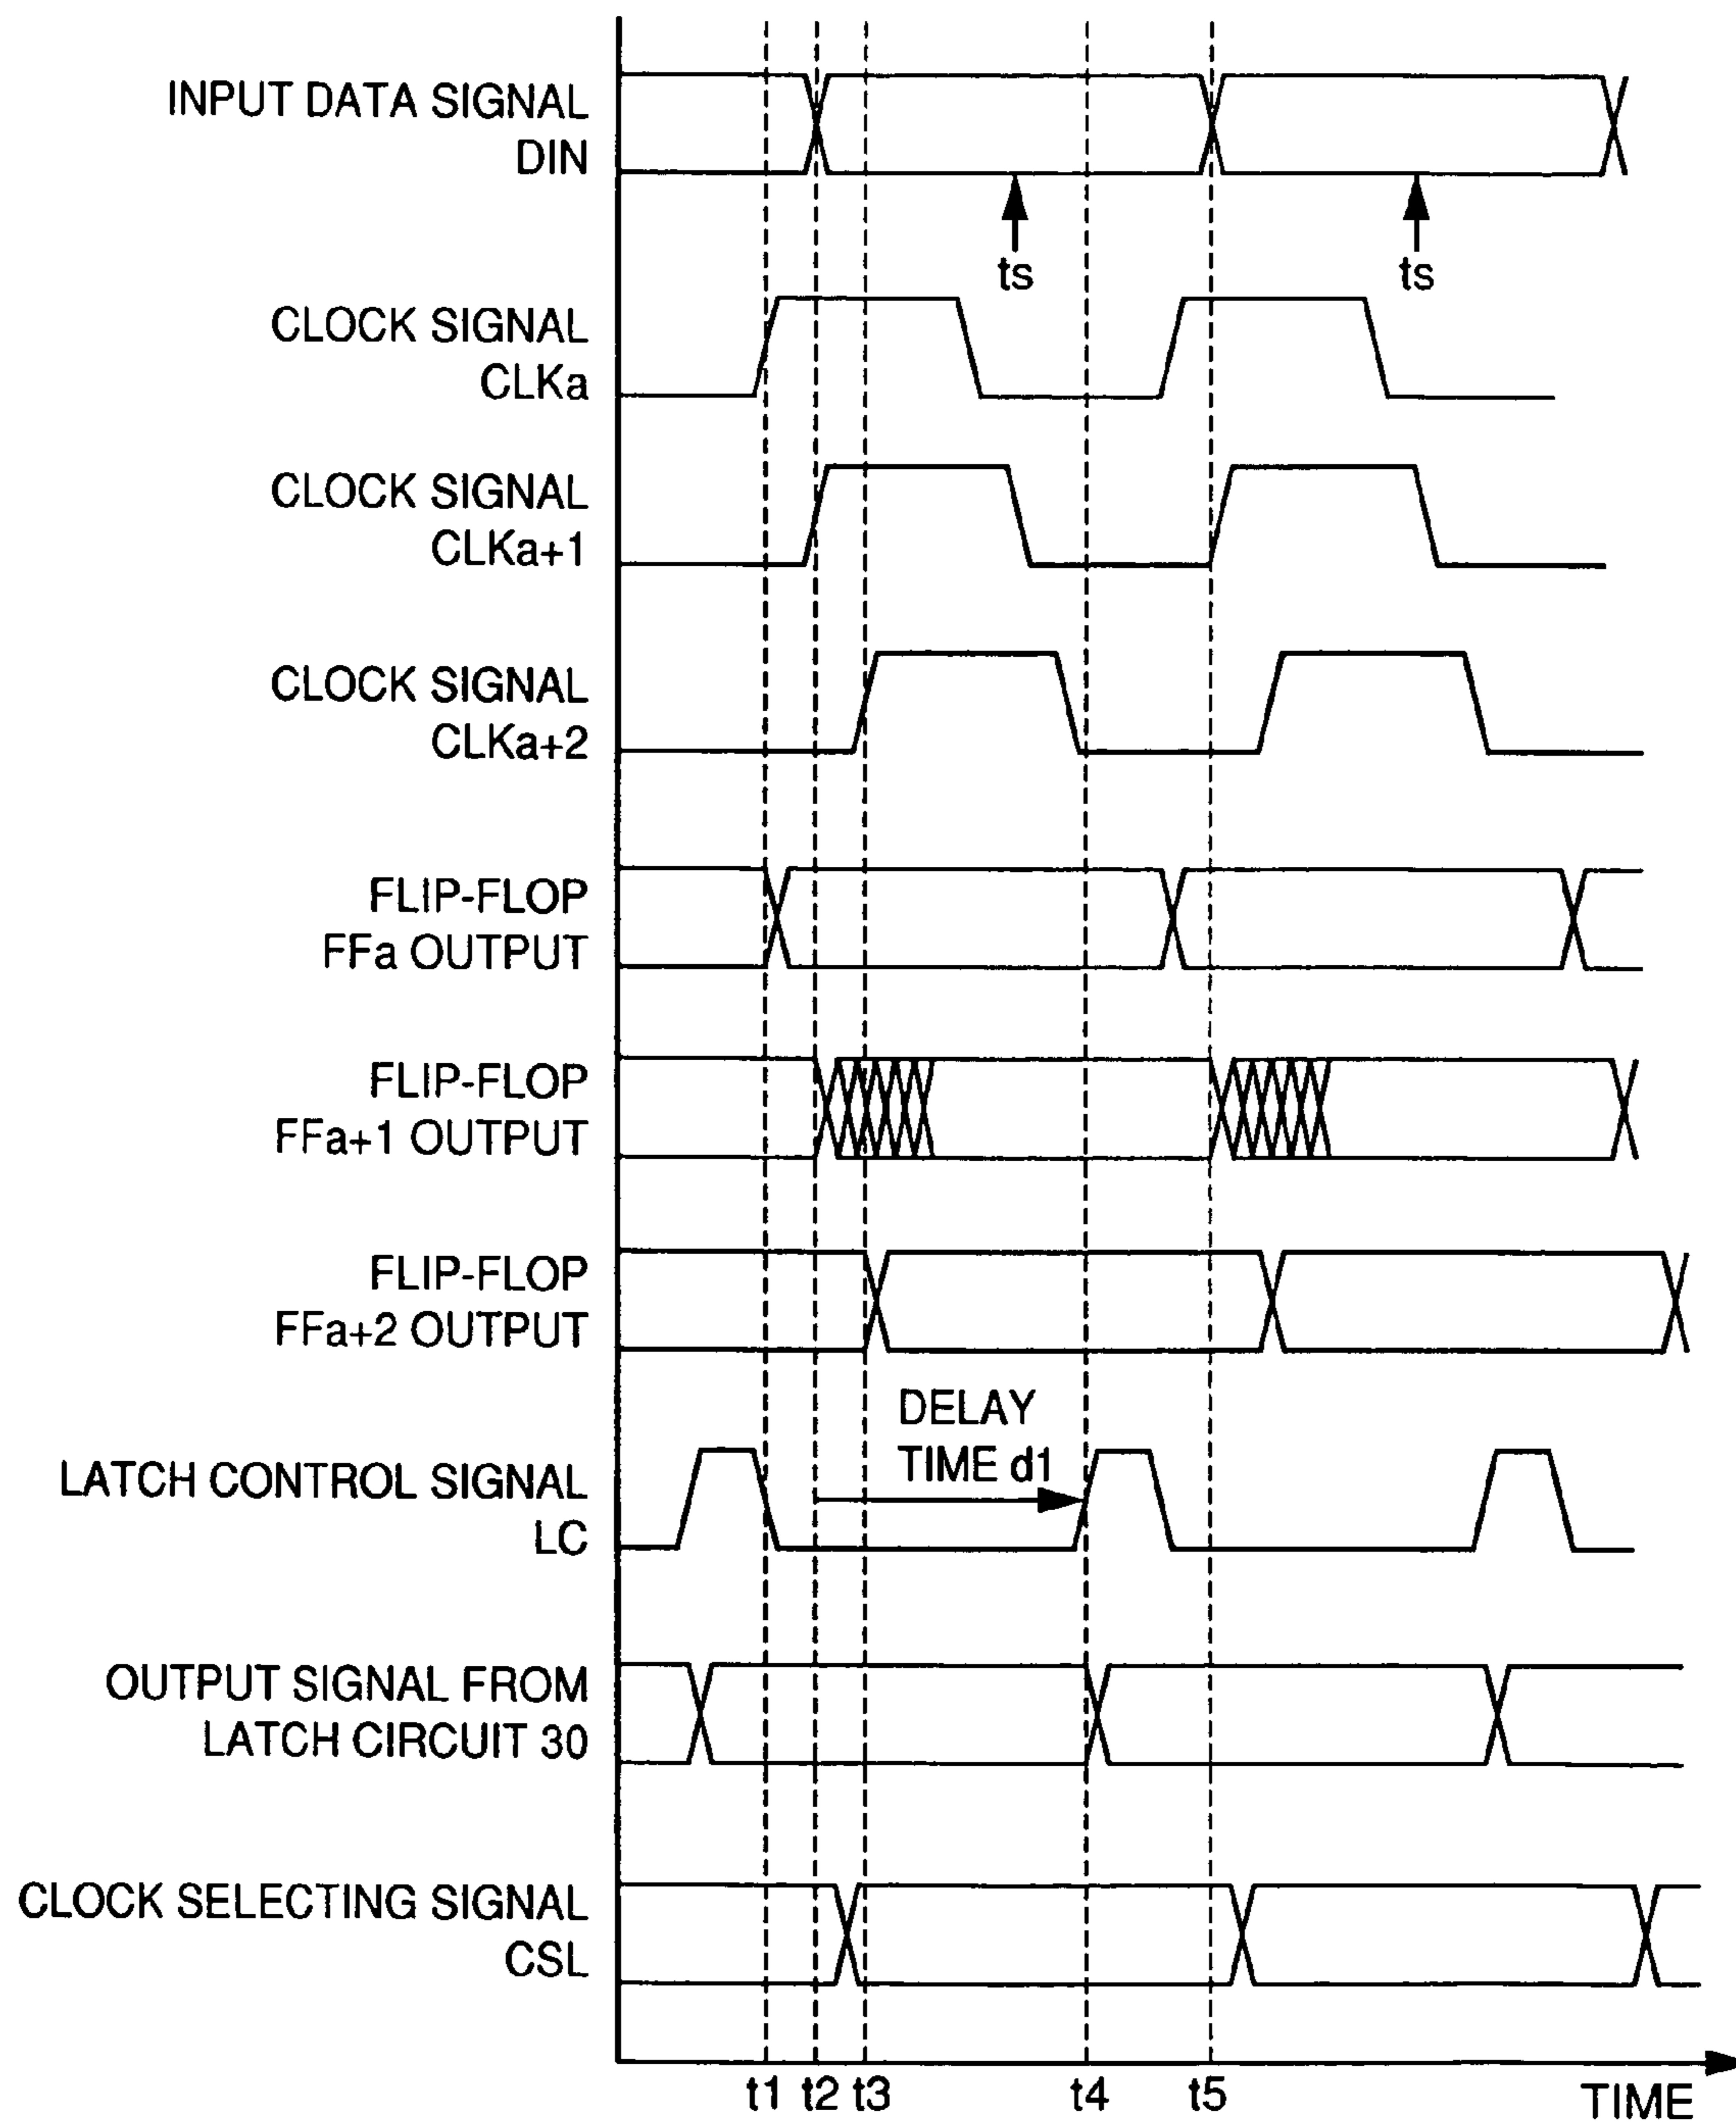 INPUT DATA SIGNAL
DIN
ts
ts
CLOCK SIGNAL
CLKa
CLOCK SIGNAL
CLKa+1
CLOCK SIGNAL
CLKa+2
FLIP-FLOP
FFa OUTPUT
FLIP-FLOP
FFa+1 OUTPUT
FLIP-FLOP
FFa+2 OUTPUT
DELAY
TIME d1
LATCH CONTROL SIGNAL
LC
OUTPUT SIGNAL FROM
LATCH CIRCUIT 30
CLOCK SELECTING SIGNAL
CSL
t1 t2 t3 t4 t5 TIME